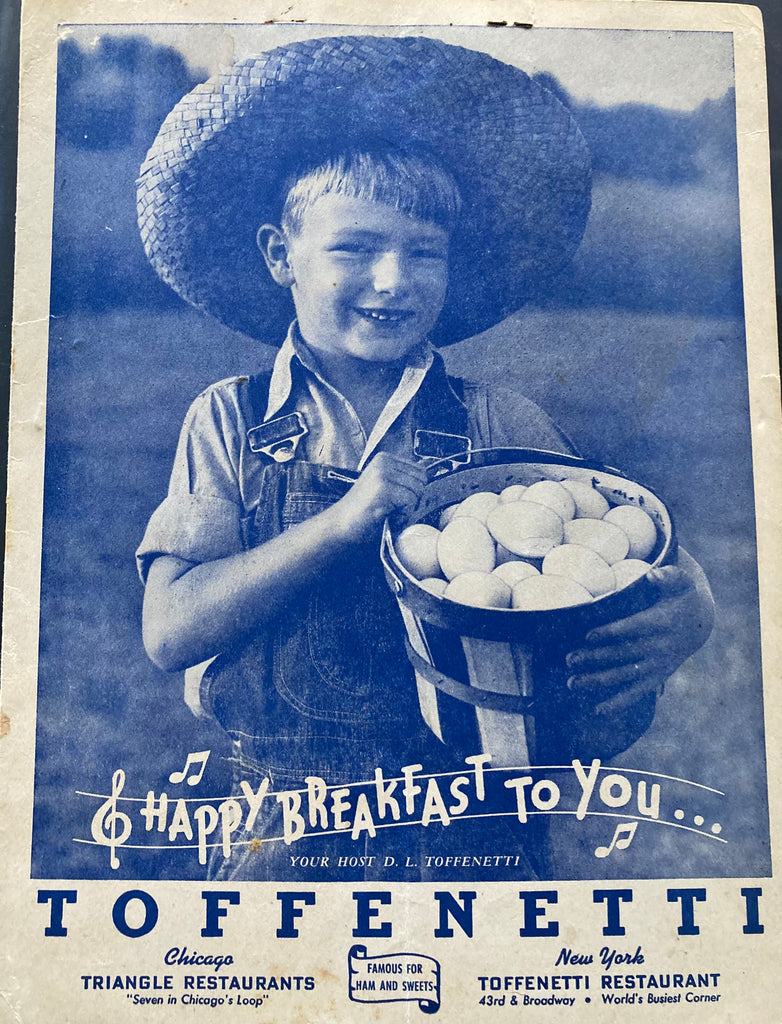 HAPPY BREAKFAST TO YOU...
YOUR HOST D. L. TOFFENETTI
TOFFENETTI
Chicago
TRIANGLE RESTAURANTS
"Seven in Chicago's Loop"
FAMOUS FOR
HAM AND SWEETS
New York
TOFFENETTI RESTAURANT
43rd & Broadway • World's Busiest Corner